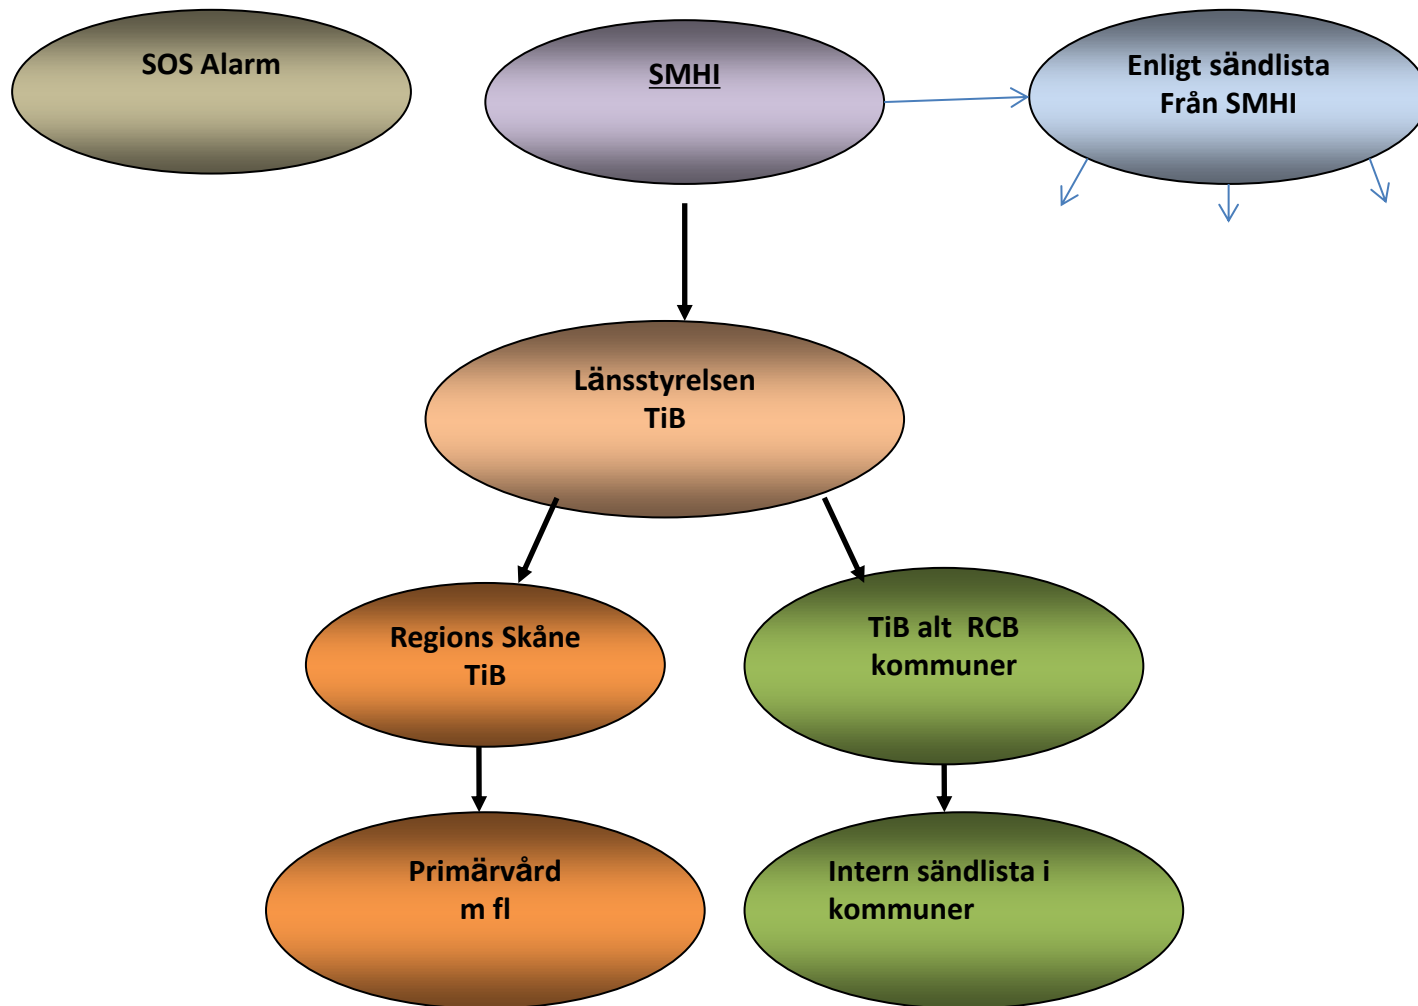 SOS Alarm
SMHI
Enligt sändlista
Från SMHI
Länsstyrelsen
TiB
Regions Skåne
TiB
TiB alt  RCB
kommuner
Primärvård
m fl
Intern sändlista i
kommuner